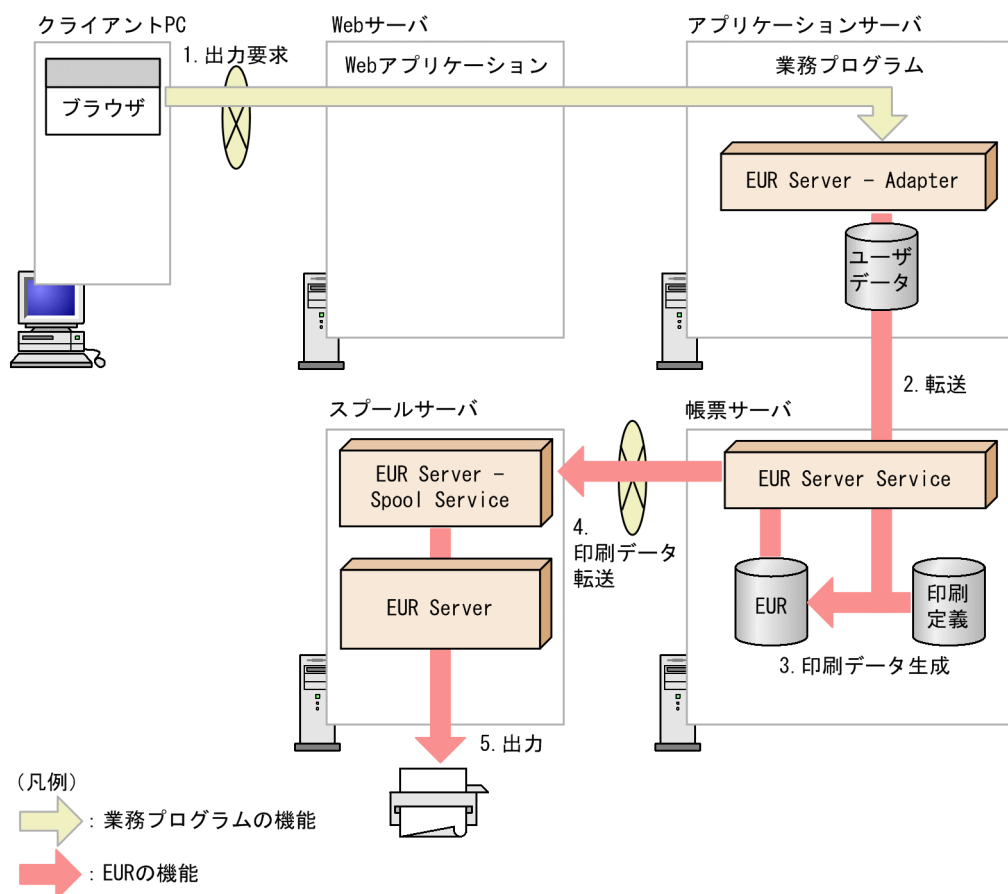 クライアントPC
Webサーバ
アプリケーションサーバ
1. 出力要求
Webアプリケーション
業務プログラム
ブラウザ
EUR Server - Adapter
ユーザ
データ
2. 転送
スプールサーバ
帳票サーバ
EUR Server -
Spool Service
EUR Server Service
4.
印刷データ
転送
EUR Server
EUR
印刷
定義
3. 印刷データ生成
5. 出力
(凡例)
: 業務プログラムの機能
: EURの機能